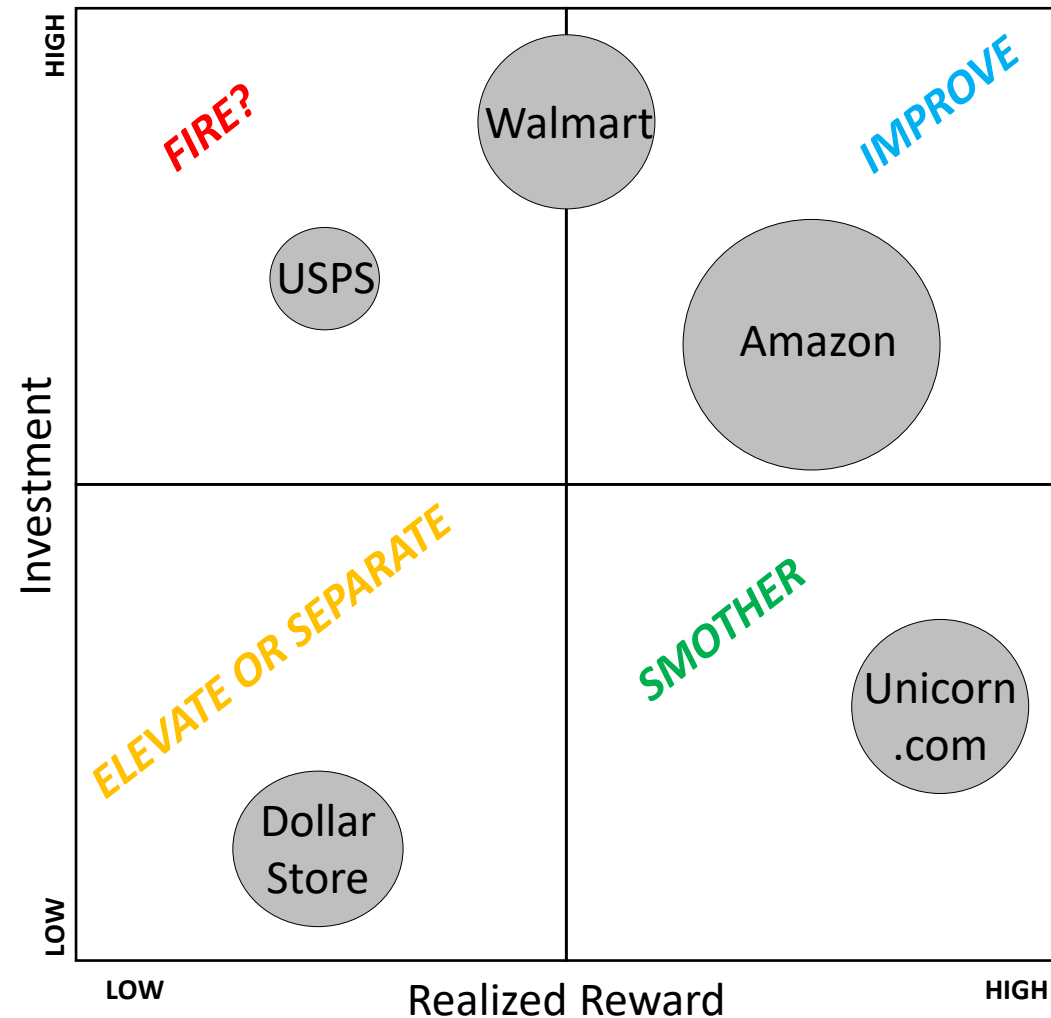 HIGH
FIRE?
Walmart
IMPROVE
USPS
Amazon
Investment
ELEVATE OR SEPARATE
SMOTHER
Unicorn
.com
Dollar
Store
LOW
LOW
Realized Reward
HIGH